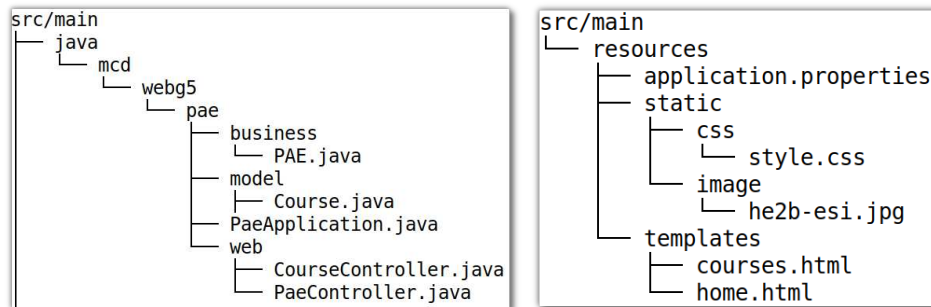 src/main
java
mcd
webg5
pae
business
PAE.java
model
Course.java
PaeApplication.java
web
CourseController.java
PaeController.java
src/main
resources
application.properties
static
css
style.css
image
he2b-esi.jpg
templates
courses.html
home.html